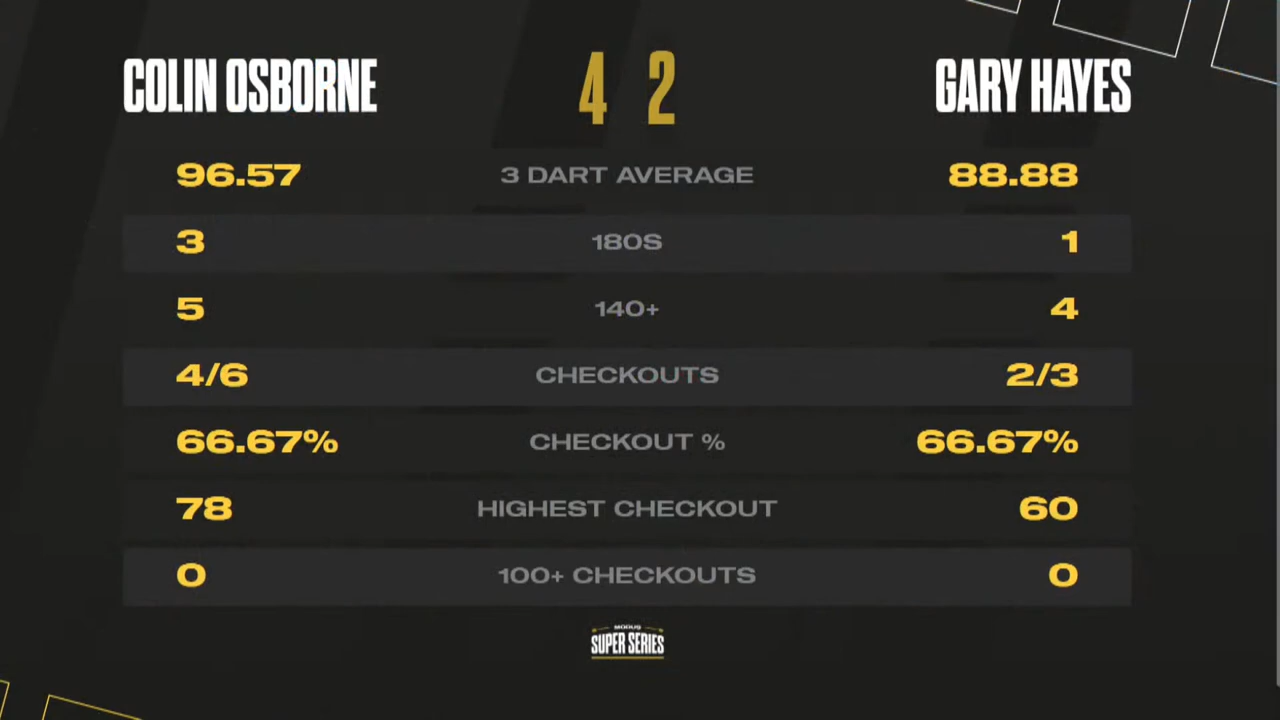 COLIN OSBORNE 4 2 GARY HAYES
96.57 3 DART AVERAGE 88.88
3 180S 1
5 140+ 4
4/6 CHECKOUTS 2/3
66.67% CHECKOUT % 66.67%
78 HIGHEST CHECKOUT 60
0 100+ CHECKOUTS 0
MODUS
SUPER SERIES